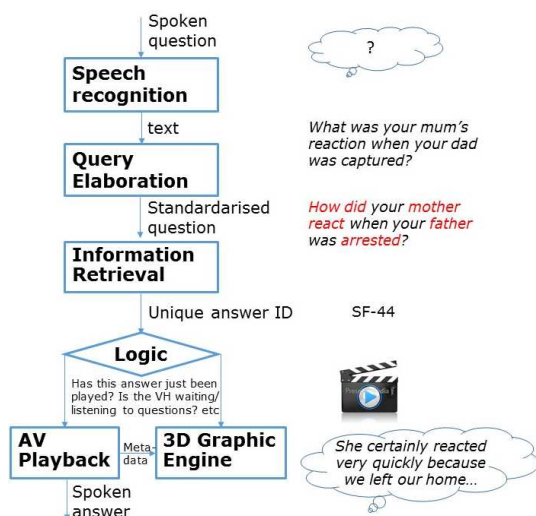 Spoken
question
?
Speech
recognition
text
What was your mum's
reaction when your dad
was captured?
Query
Elaboration
Standardarised
question
How did your mother
react when your father
was arrested?
Information
Retrieval
Unique answer ID
SF-44
Logic
Has this answer just been
played? Is the VH waiting/
listening to questions? etc
AV
Playback
Meta-
data
3D Graphic
Engine
She certainly reacted
very quickly because
we left our home...
Spoken
answer